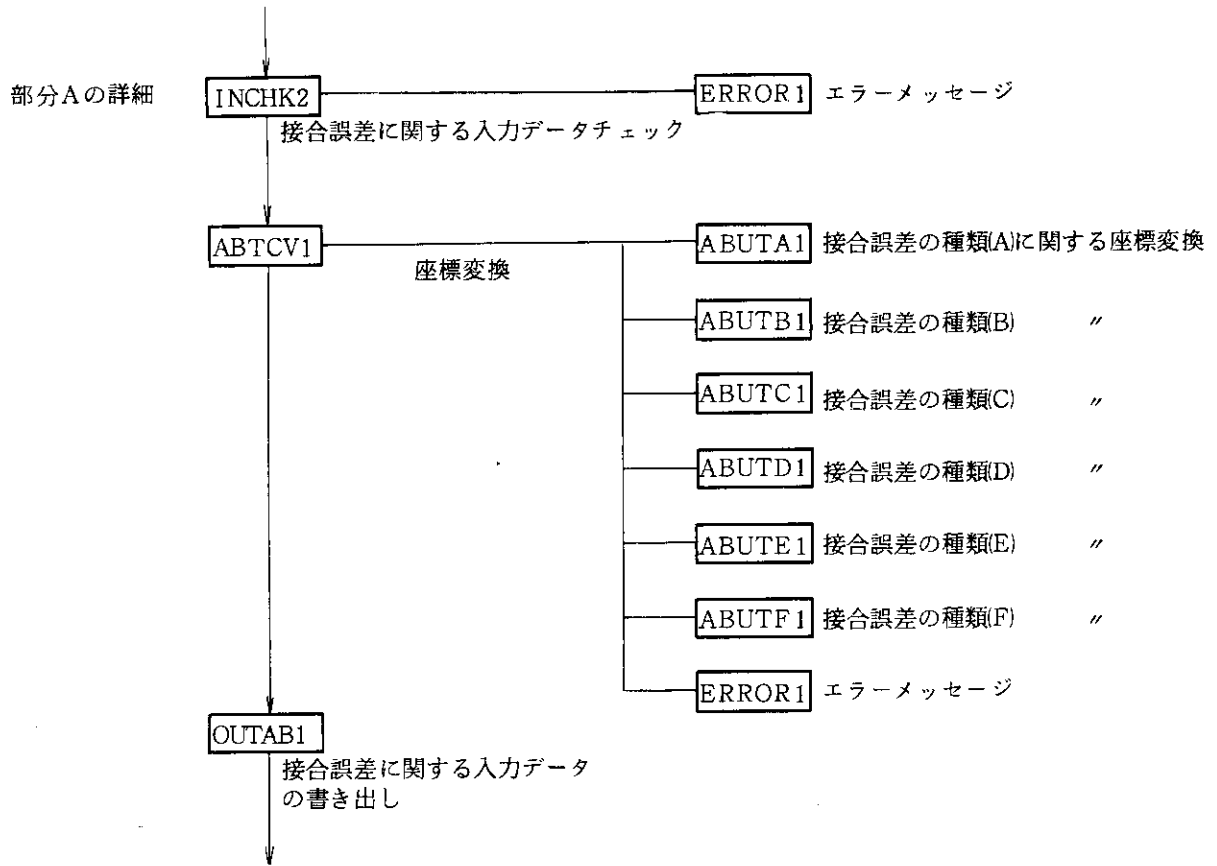 部分Aの詳細
INCHK2
ERROR1 エラーメッセージ
接合誤差に関する入力データチェック
ABTCV1
座標変換
ABUTA1 接合誤差の種類(A)に関する座標変換
ABUTB1 接合誤差の種類(B) 〃
ABUTC1 接合誤差の種類(C) 〃
ABUTD1 接合誤差の種類(D) 〃
ABUTE1 接合誤差の種類(E) 〃
ABUTF1 接合誤差の種類(F) 〃
ERROR1 エラーメッセージ
OUTAB1
接合誤差に関する入力データ
の書き出し